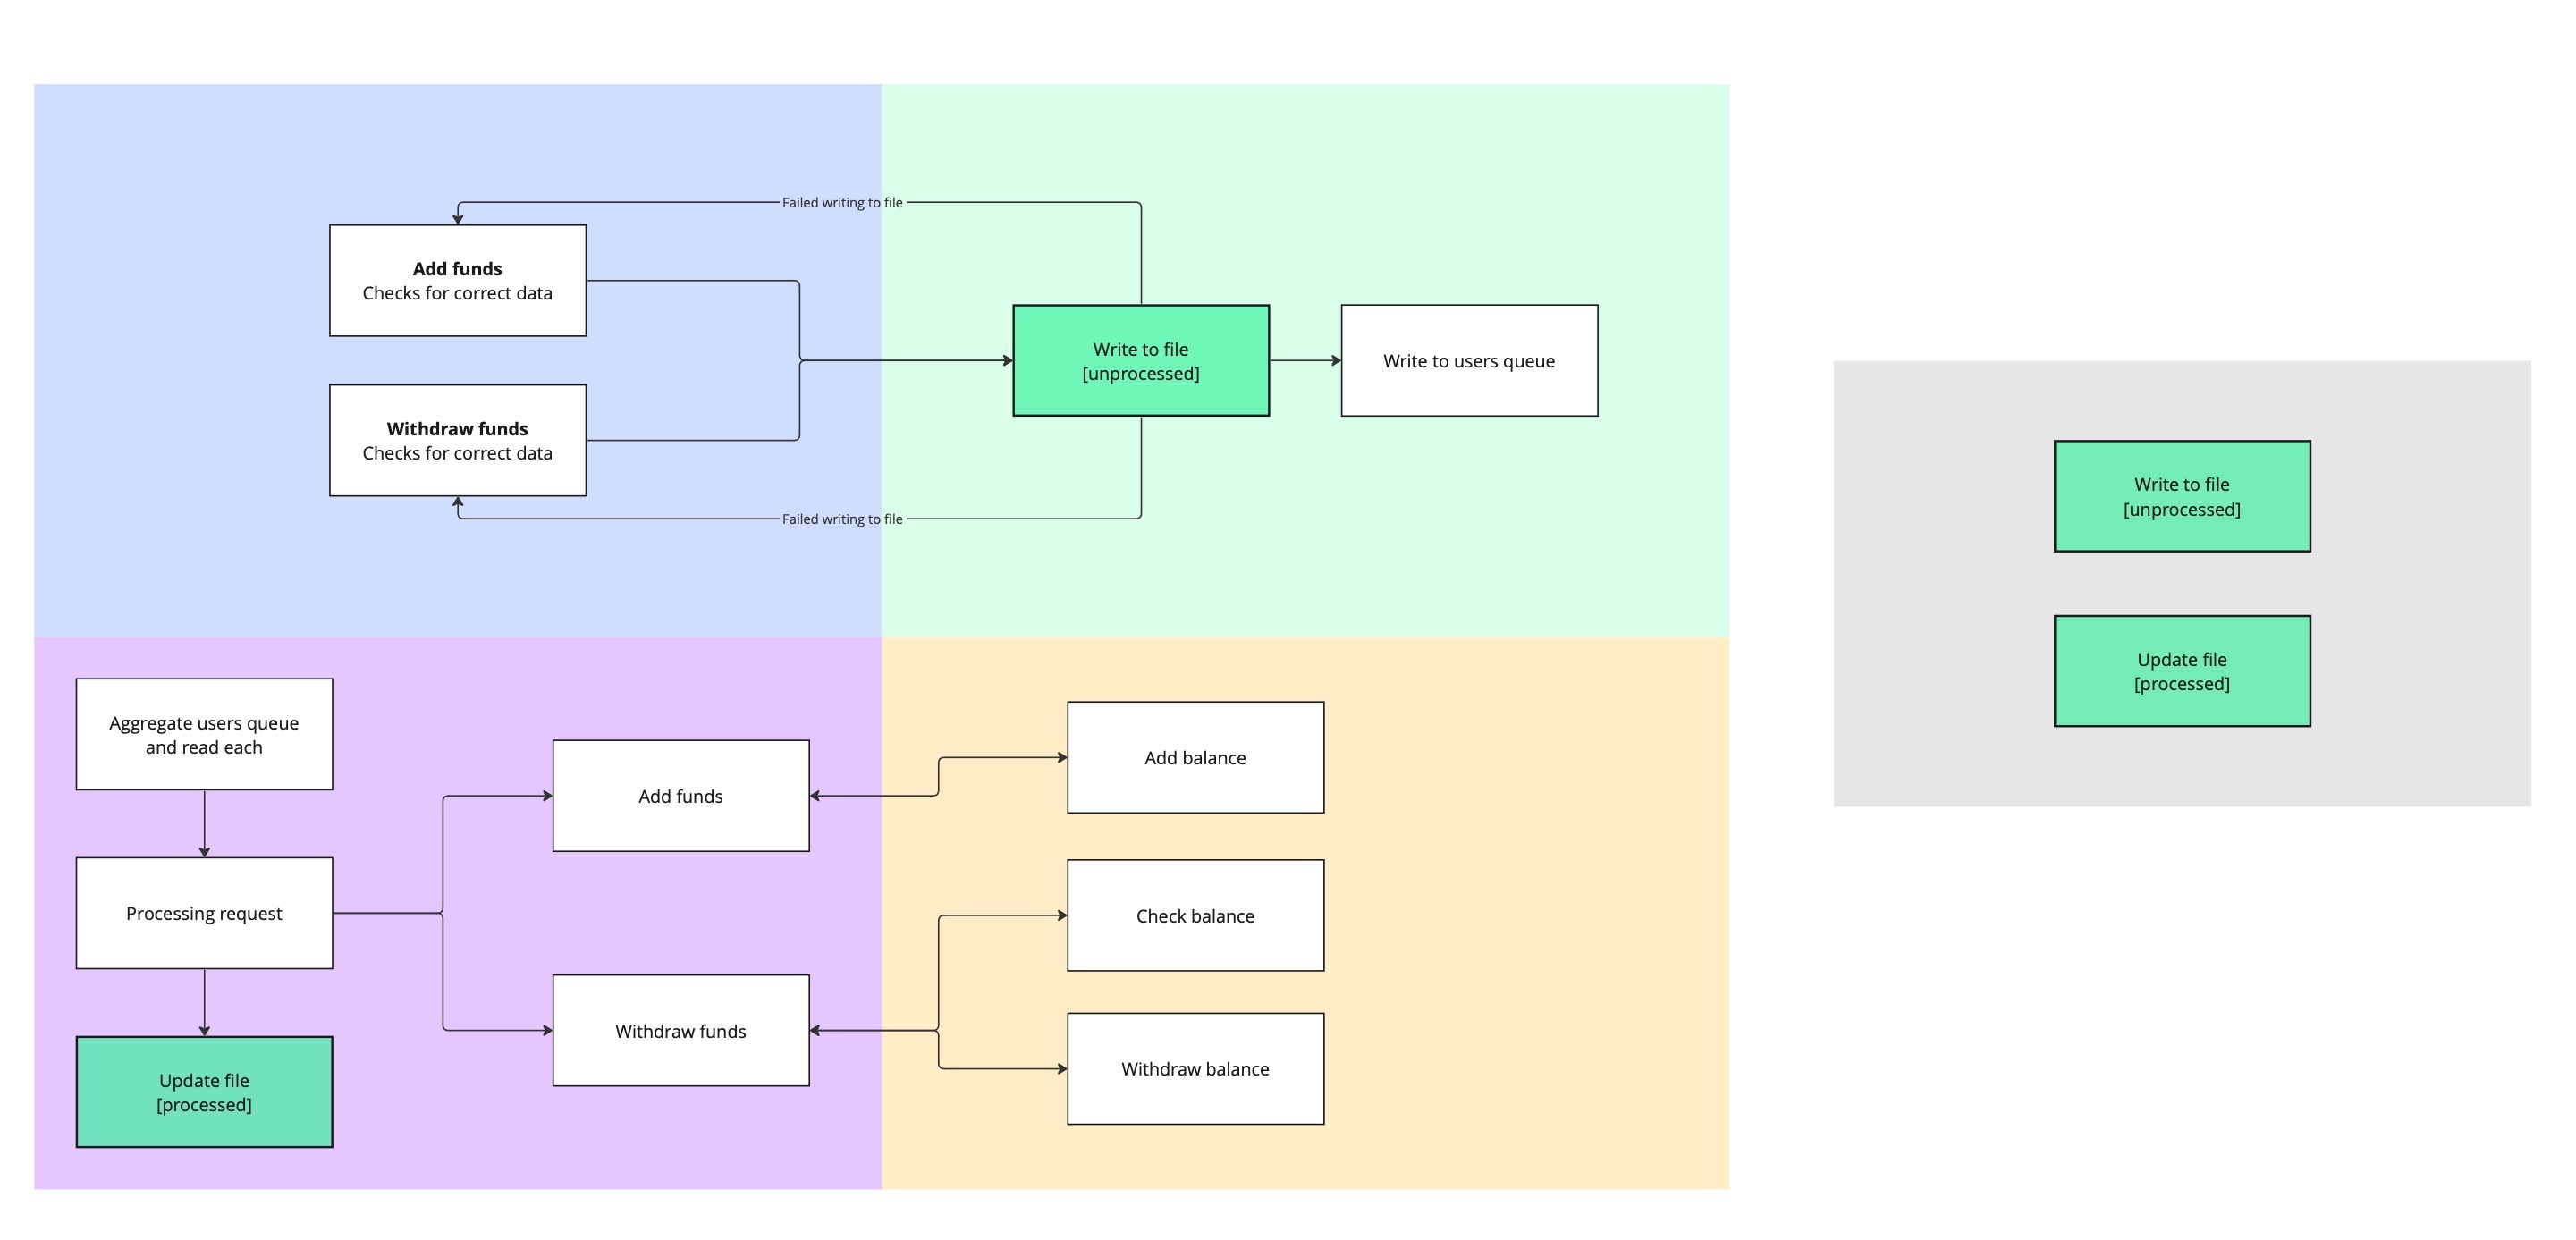 Failed writing to file
Add funds
Checks for correct data
Withdraw funds
Checks for correct data
Failed writing to file
Write to file
[unprocessed]
Write to users queue
Aggregate users queue
and read each
Processing request
Update file
[processed]
Add funds
Withdraw funds
Add balance
Check balance
Withdraw balance
Write to file
[unprocessed]
Update file
[processed]